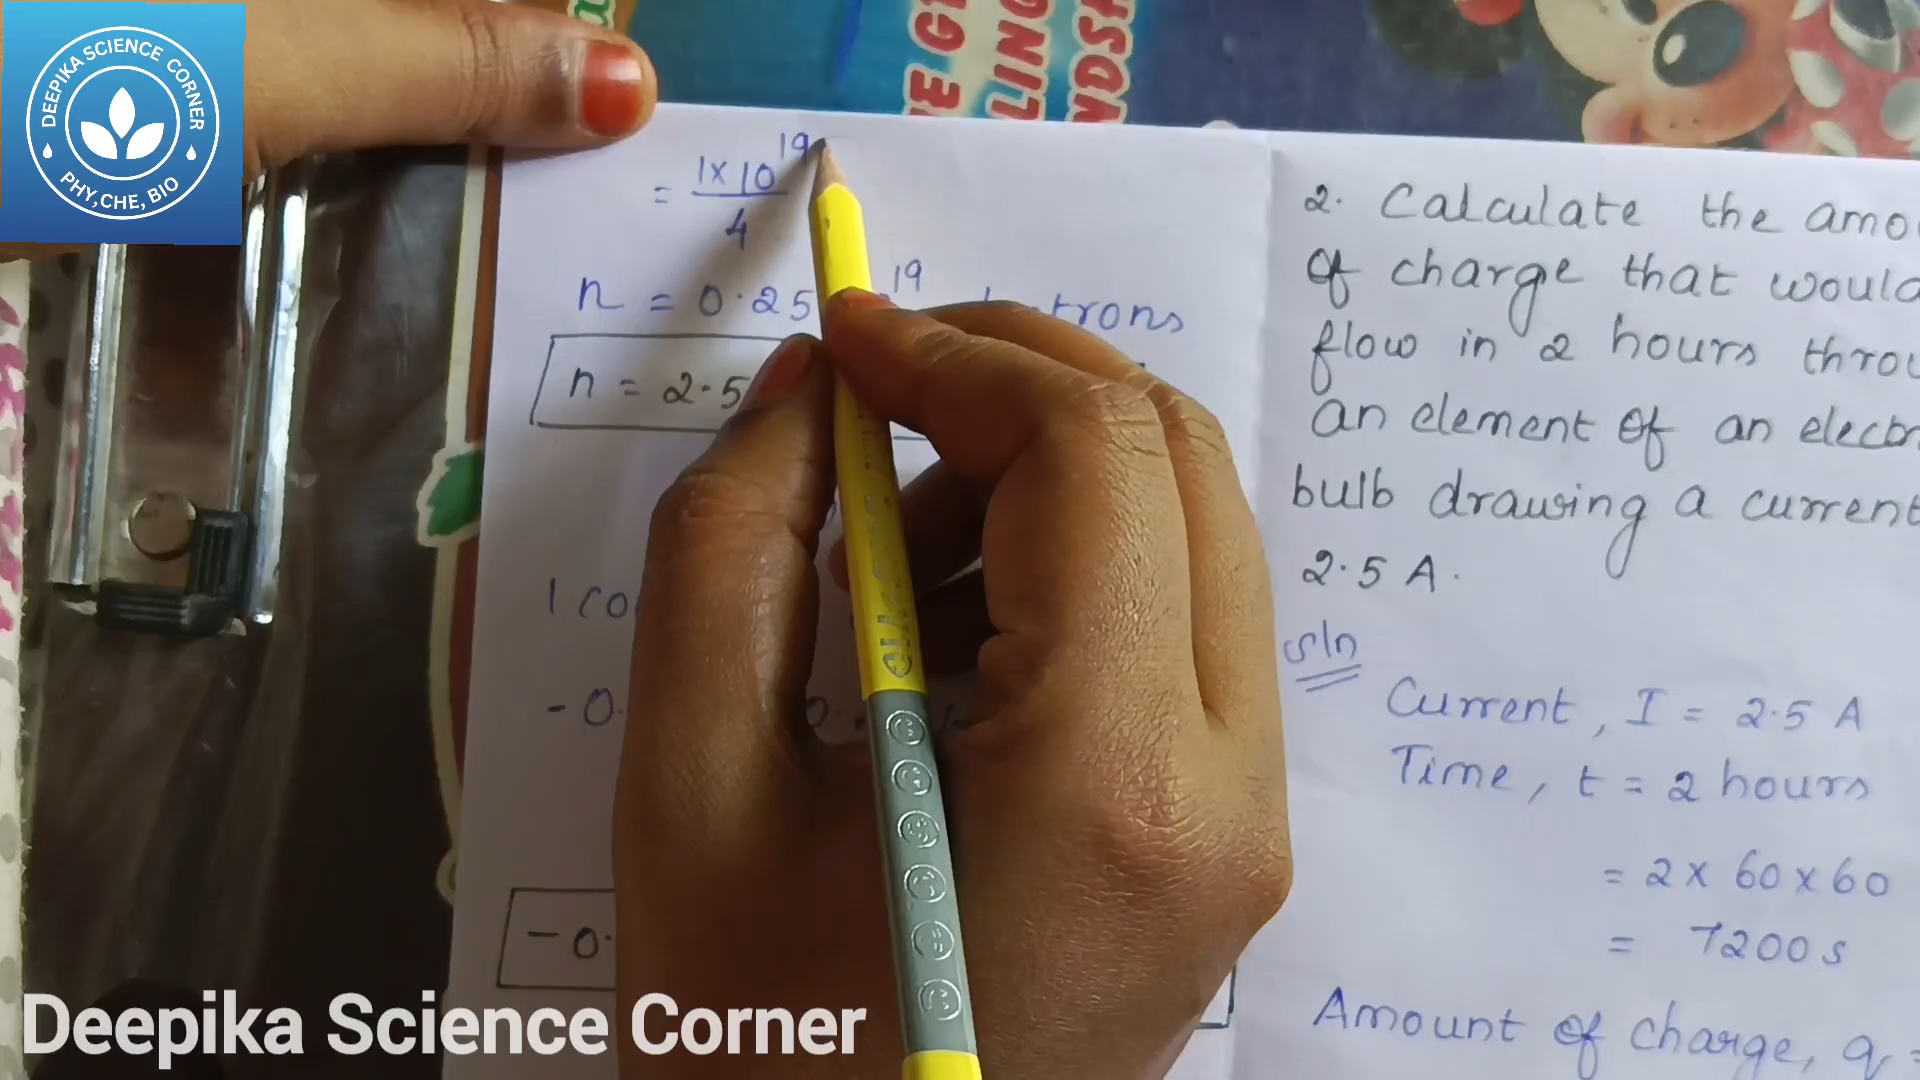 DEEPIKA SCIENCE CORNER
PHY, CHE, BIO
LING
= 1 x 10^19 / 4
n = 0.25 19 trons
n = 2.5
1 co
- 0.
- 0.
2. Calculate the amo
of charge that would
flow in 2 hours throu
an element of an electr
bulb drawing a current
2.5 A.
Sln
Current, I = 2.5 A
Time, t = 2 hours
= 2 x 60 x 60
= 7200 s
Amount of charge, q =
Deepika Science Corner